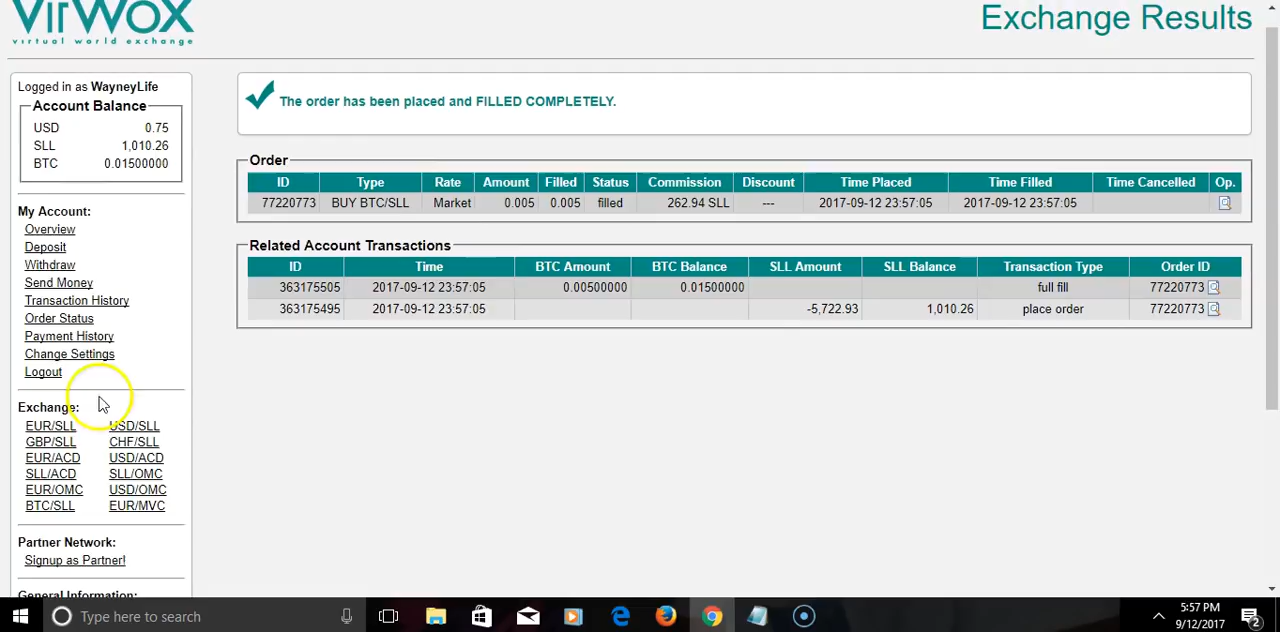 VirWoX
virtual world exchange
Exchange Results
Logged in as WayneyLife
Account Balance
USD 0.75
SLL 1,010.26
BTC 0.01500000
My Account:
Overview
Deposit
Withdraw
Send Money
Transaction History
Order Status
Payment History
Change Settings
Logout
Exchange:
EUR/SLL USD/SLL
GBP/SLL CHF/SLL
EUR/ACD USD/ACD
SLL/ACD SLL/OMC
EUR/OMC USD/OMC
BTC/SLL EUR/MVC
Partner Network:
Signup as Partner!
General Information:
The order has been placed and FILLED COMPLETELY.
Order
ID Type Rate Amount Filled Status Commission Discount Time Placed Time Filled Time Cancelled Op.
77220773 BUY BTC/SLL Market 0.005 0.005 filled 262.94 SLL --- 2017-09-12 23:57:05 2017-09-12 23:57:05
Related Account Transactions
ID Time BTC Amount BTC Balance SLL Amount SLL Balance Transaction Type Order ID
363175505 2017-09-12 23:57:05 0.00500000 0.01500000 full fill 77220773
363175495 2017-09-12 23:57:05 -5,722.93 1,010.26 place order 77220773
Type here to search
5:57 PM
9/12/2017
2